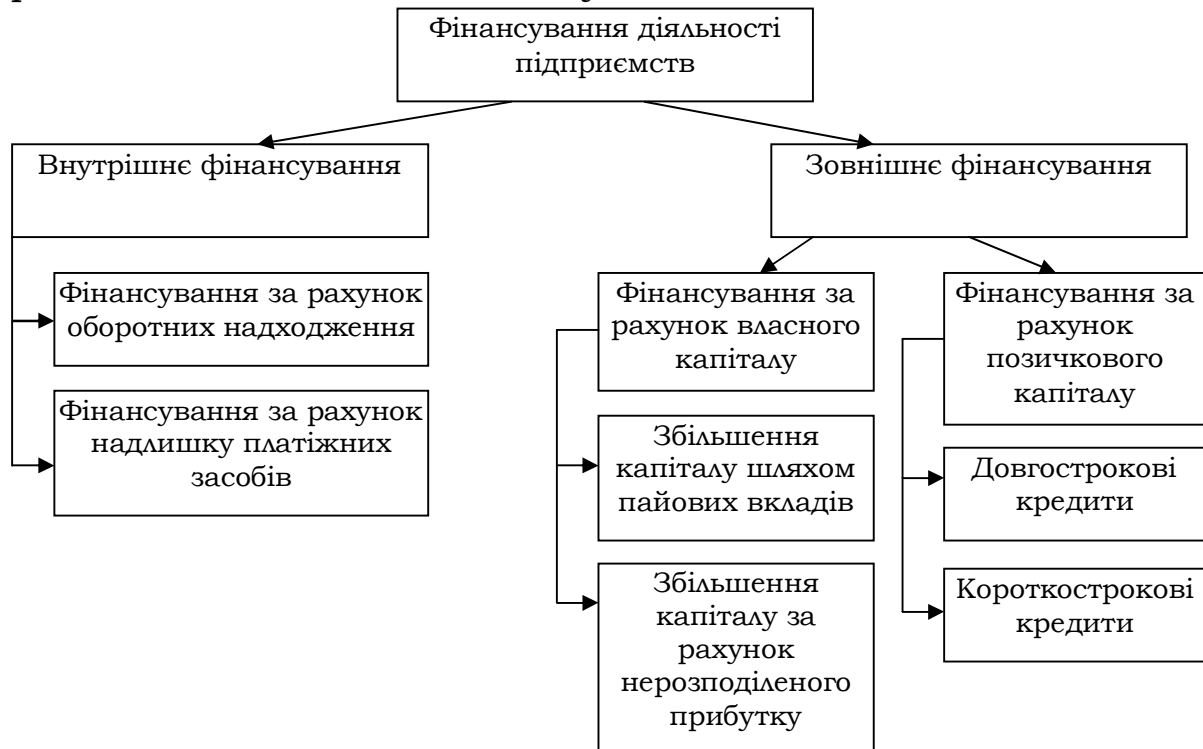 Фінансування діяльності
підприємств
Внутрішнє фінансування
Зовнішнє фінансування
Фінансування за рахунок
оборотних надходження
Фінансування за рахунок
надлишку платіжних
засобів
Фінансування за
рахунок власного
капіталу
Збільшення
капіталу шляхом
пайових вкладів
Збільшення
капіталу за
рахунок
нерозподіленого
прибутку
Фінансування за
рахунок
позичкового
капіталу
Довгострокові
кредити
Короткострокові
кредити